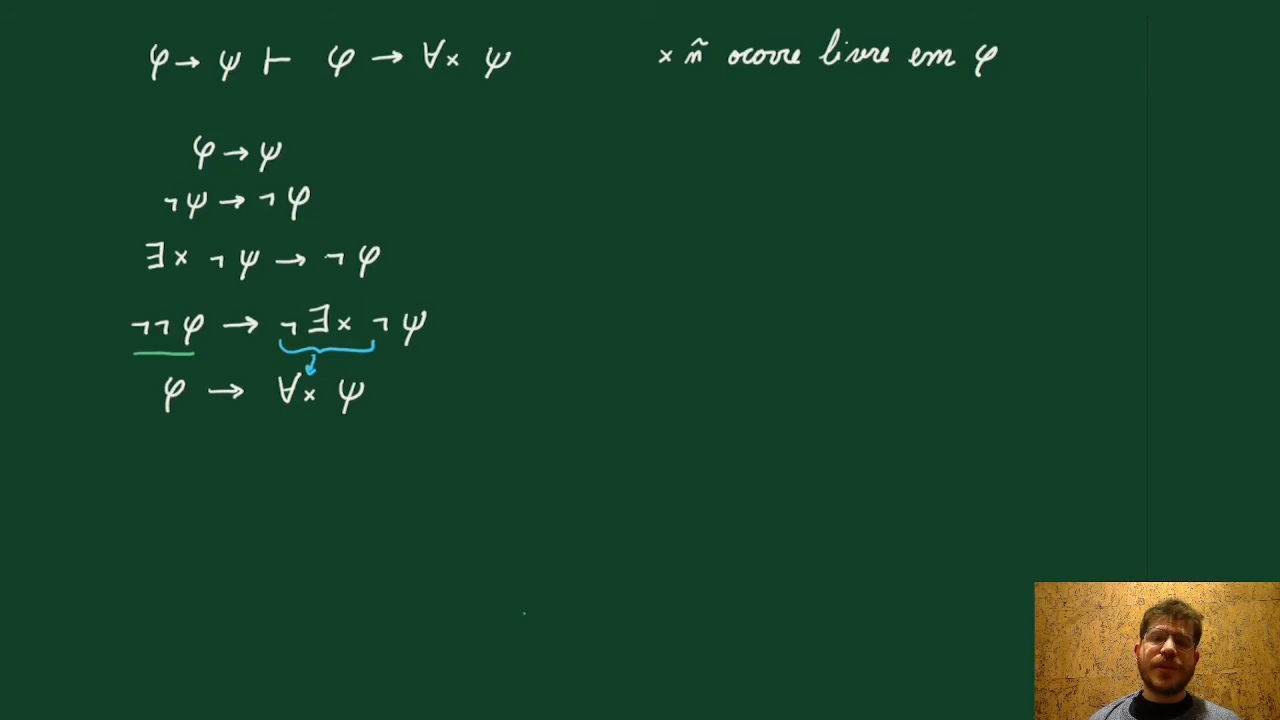 φ → ψ ⊢ φ → ∀x ψ
x ñ ocorre livre em φ
φ → ψ
¬ψ → ¬φ
∃x ¬ψ → ¬φ
¬¬φ → ¬∃x ¬ψ
φ → ∀x ψ